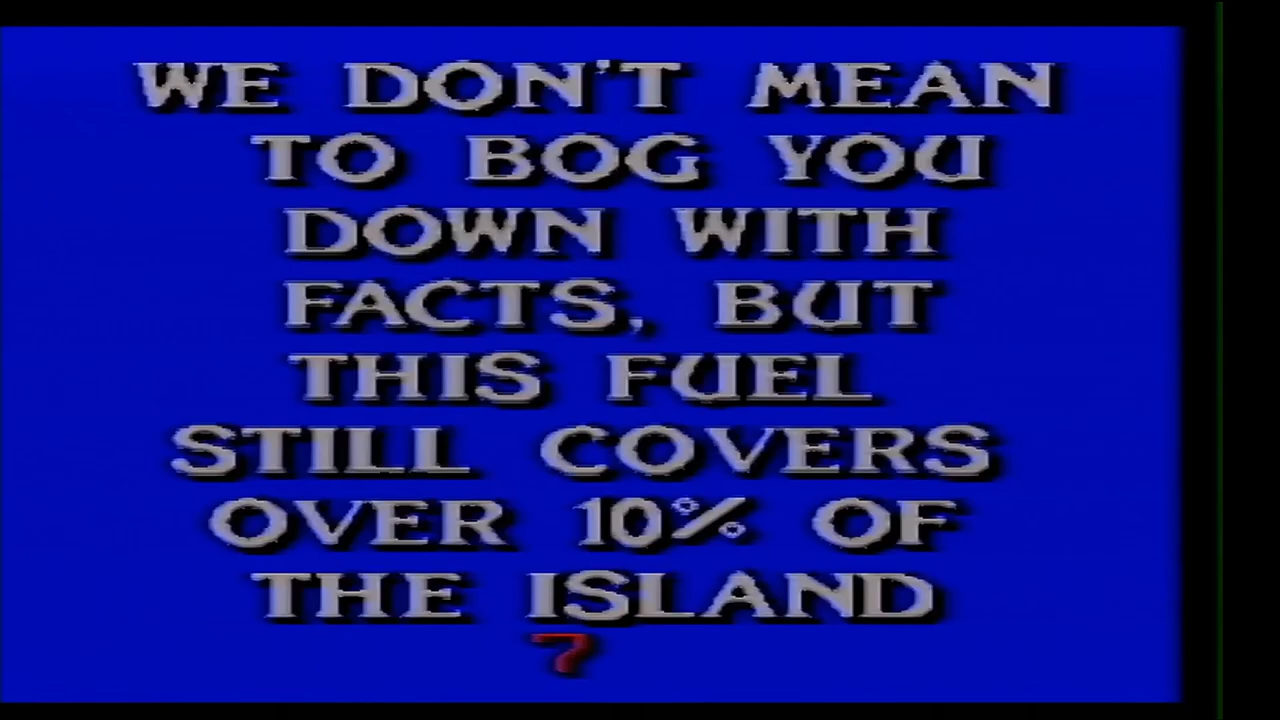 WE DON'T MEAN
TO BOG YOU
DOWN WITH
FACTS, BUT
THIS FUEL
STILL COVERS
OVER 10% OF
THE ISLAND
7